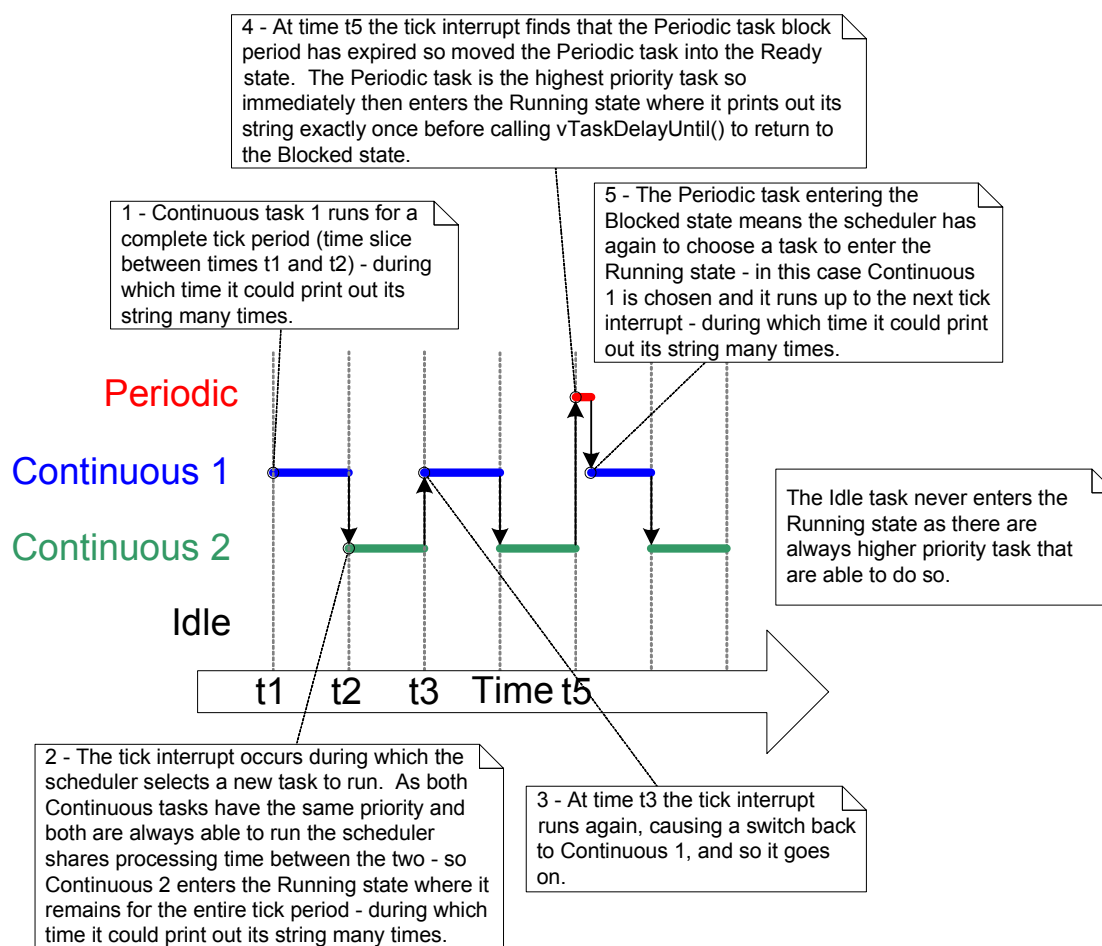 4 - At time t5 the tick interrupt finds that the Periodic task block
period has expired so moved the Periodic task into the Ready
state.  The Periodic task is the highest priority task so
immediately then enters the Running state where it prints out its
string exactly once before calling vTaskDelayUntil() to return to
the Blocked state.
1 - Continuous task 1 runs for a
complete tick period (time slice
between times t1 and t2) - during
which time it could print out its
string many times.
5 - The Periodic task entering the
Blocked state means the scheduler has
again to choose a task to enter the
Running state - in this case Continuous
1 is chosen and it runs up to the next tick
interrupt - during which time it could print
out its string many times.
Periodic
Continuous 1
Continuous 2
Idle
The Idle task never enters the
Running state as there are
always higher priority task that
are able to do so.
t1 t2 t3 Time t5
2 - The tick interrupt occurs during which the
scheduler selects a new task to run.  As both
Continuous tasks have the same priority and
both are always able to run the scheduler
shares processing time between the two - so
Continuous 2 enters the Running state where it
remains for the entire tick period - during which
time it could print out its string many times.
3 - At time t3 the tick interrupt
runs again, causing a switch back
to Continuous 1, and so it goes
on.